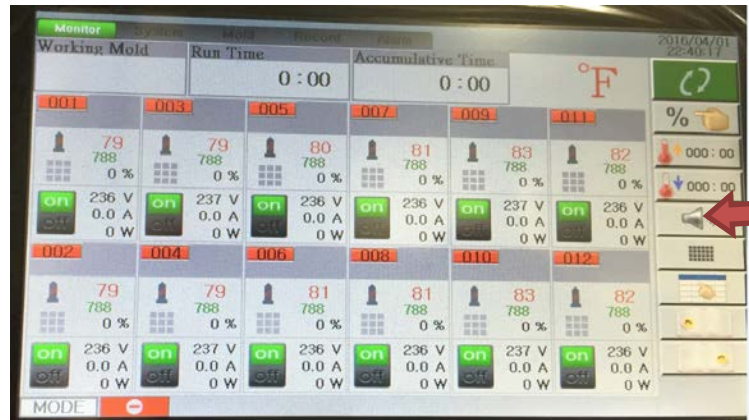 Monitor System Mold Record Alarm
2016/04/01
22:40:17
Working Mold Run Time Accumulative Time
0:00 0:00 °F
%
001 003 005 007 009 011
79 79 80 81 83 82
788 788 788 788 788 788
0 % 0 % 0 % 0 % 0 % 0 %
000:00
000:00
on 236 V on 237 V on 236 V on 236 V on 237 V on 236 V
off 0.0 A off 0.0 A off 0.0 A off 0.0 A off 0.0 A off 0.0 A
0 W 0 W 0 W 0 W 0 W 0 W
002 004 006 008 010 012
79 79 81 81 83 82
788 788 788 788 788 788
0 % 0 % 0 % 0 % 0 % 0 %
on 236 V on 237 V on 236 V on 236 V on 237 V on 236 V
off 0.0 A off 0.0 A off 0.0 A off 0.0 A off 0.0 A off 0.0 A
0 W 0 W 0 W 0 W 0 W 0 W
MODE